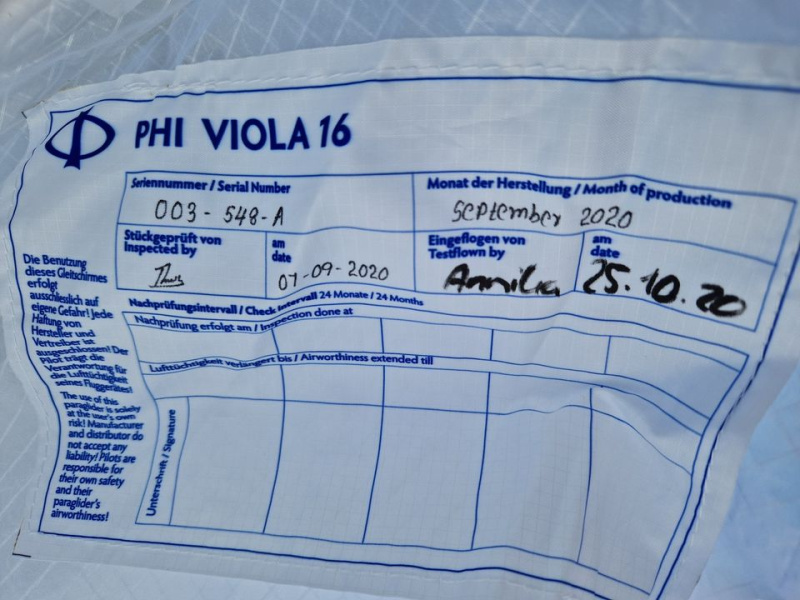 PHI VIOLA 16
Seriennummer / Serial Number
003-548-A
Monat der Herstellung / Month of production
September 2020
Stückgeprüft von
Inspected by
am
date
07-09-2020
Eingeflogen von
Testflown by
Annilia
am
date
25.10.20
Nachprüfungsintervall / Check Intervall 24 Monate / 24 Months
Nachprüfung erfolgt am / Inspection done at
Lufttüchtigkeit verlängert bis / Airworthiness extended till
Unterschrift / Signature
Die Benutzung
dieses Gleitschirmes
erfolgt
ausschliesslich auf
eigene Gefahr! Jede
Haftung von
Hersteller und
Vertreiber ist
ausgeschlossen! Der
Pilot trägt die
Verantwortung für
die Lufttüchtigkeit
seines Fluggerätes!
The use of this
paraglider is solely
at the user's own
risk! Manufacturer
and distributor do
not accept any
liability! Pilots are
responsible for
their own safety
and their
paraglider's
airworthiness!